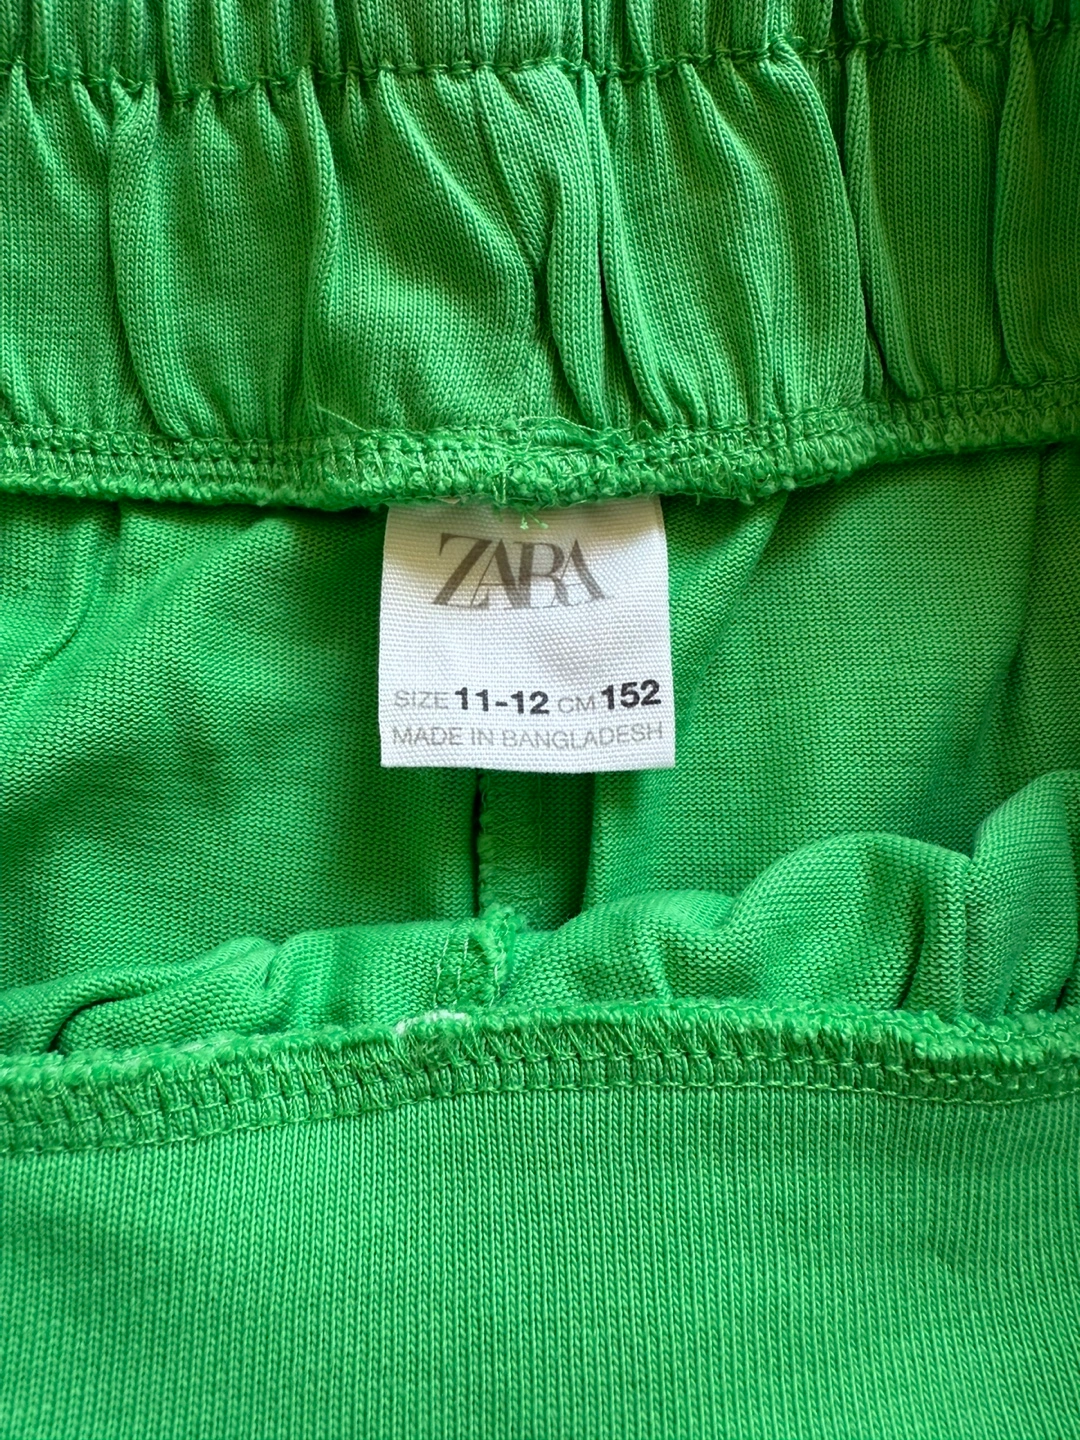 ZARA
SIZE 11-12 CM 152
MADE IN BANGLADESH